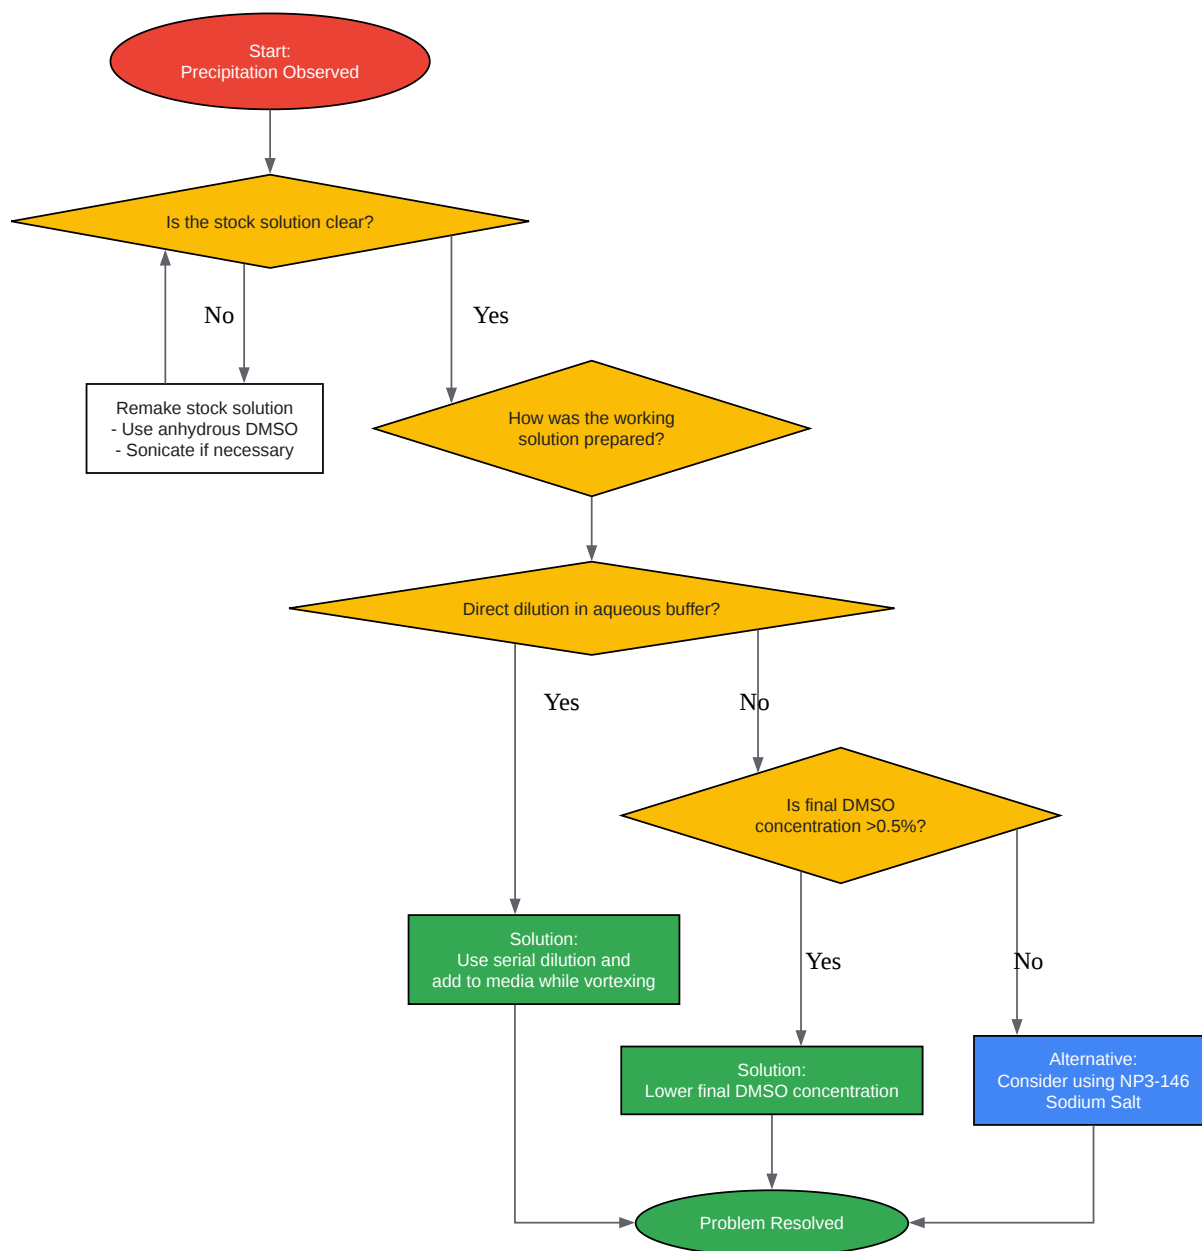 Start:
Precipitation Observed
Is the stock solution clear?
No
Yes
Remake stock solution
- Use anhydrous DMSO
- Sonicate if necessary
How was the working
solution prepared?
Direct dilution in aqueous buffer?
Yes
No
Is final DMSO
concentration >0.5%?
Solution:
Use serial dilution and
add to media while vortexing
Yes
No
Solution:
Lower final DMSO concentration
Alternative:
Consider using NP3-146
Sodium Salt
Problem Resolved